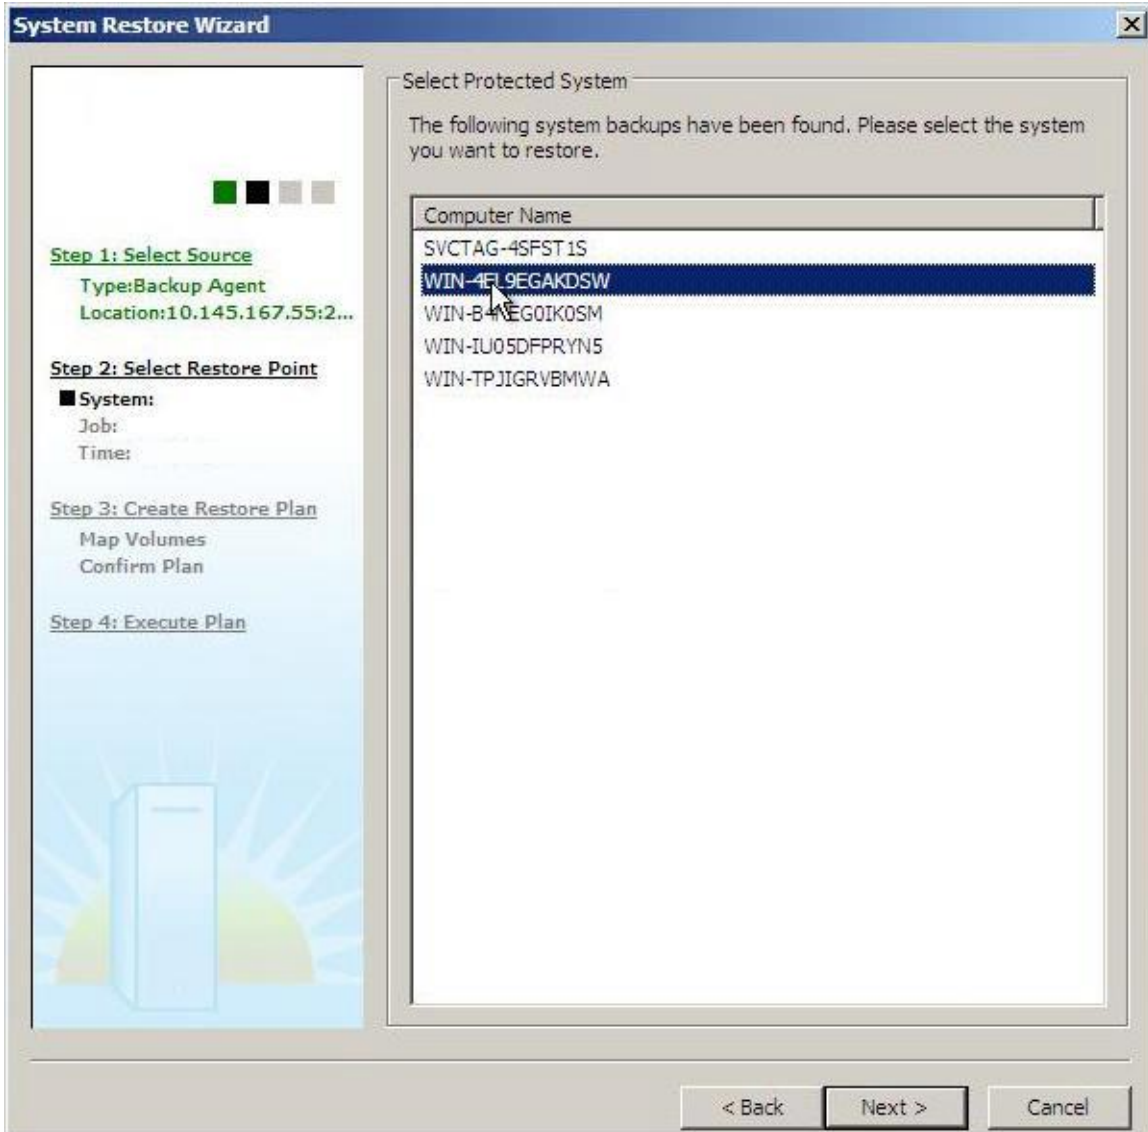 System Restore Wizard
Step 1: Select Source
Type:Backup Agent
Location:10.145.167.55:2...
Step 2: Select Restore Point
System:
Job:
Time:
Step 3: Create Restore Plan
Map Volumes
Confirm Plan
Step 4: Execute Plan
Select Protected System
The following system backups have been found. Please select the system
you want to restore.
Computer Name
SVCTAG-4SFST1S
WIN-4EL9EGAKDSW
WIN-IU05DFPRYN5
WIN-TPJIGRVBMWA
< Back
Next >
Cancel